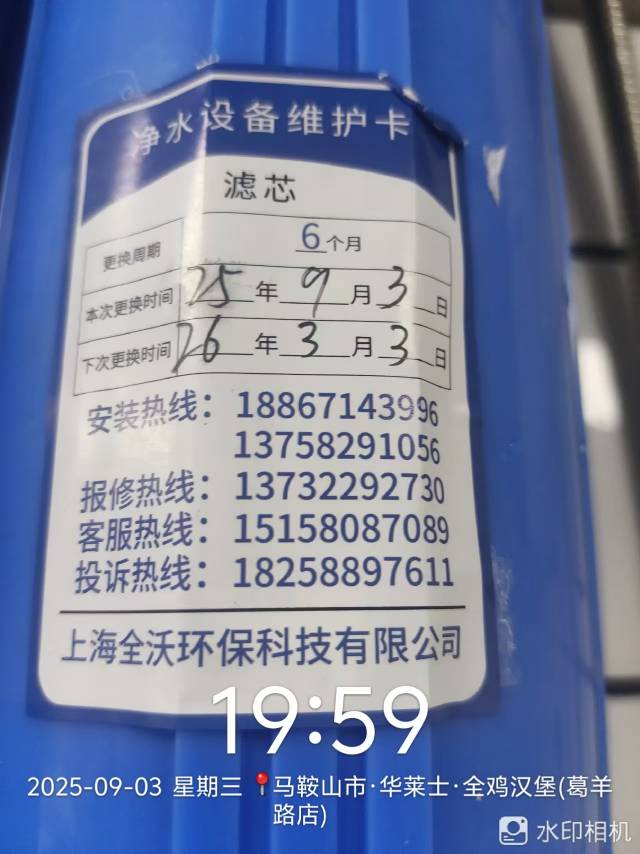 净水设备维护卡
滤芯
更换周期 6个月
本次更换时间 25年9月3日
下次更换时间 26年3月3日
安装热线：18867143996
13758291056
报修热线：13732292730
客服热线：15158087089
投诉热线：18258897611
上海全沃环保科技有限公司
19:59
2025-09-03 星期三 📍马鞍山市·华莱士·全鸡汉堡(葛羊
路店)
水印相机